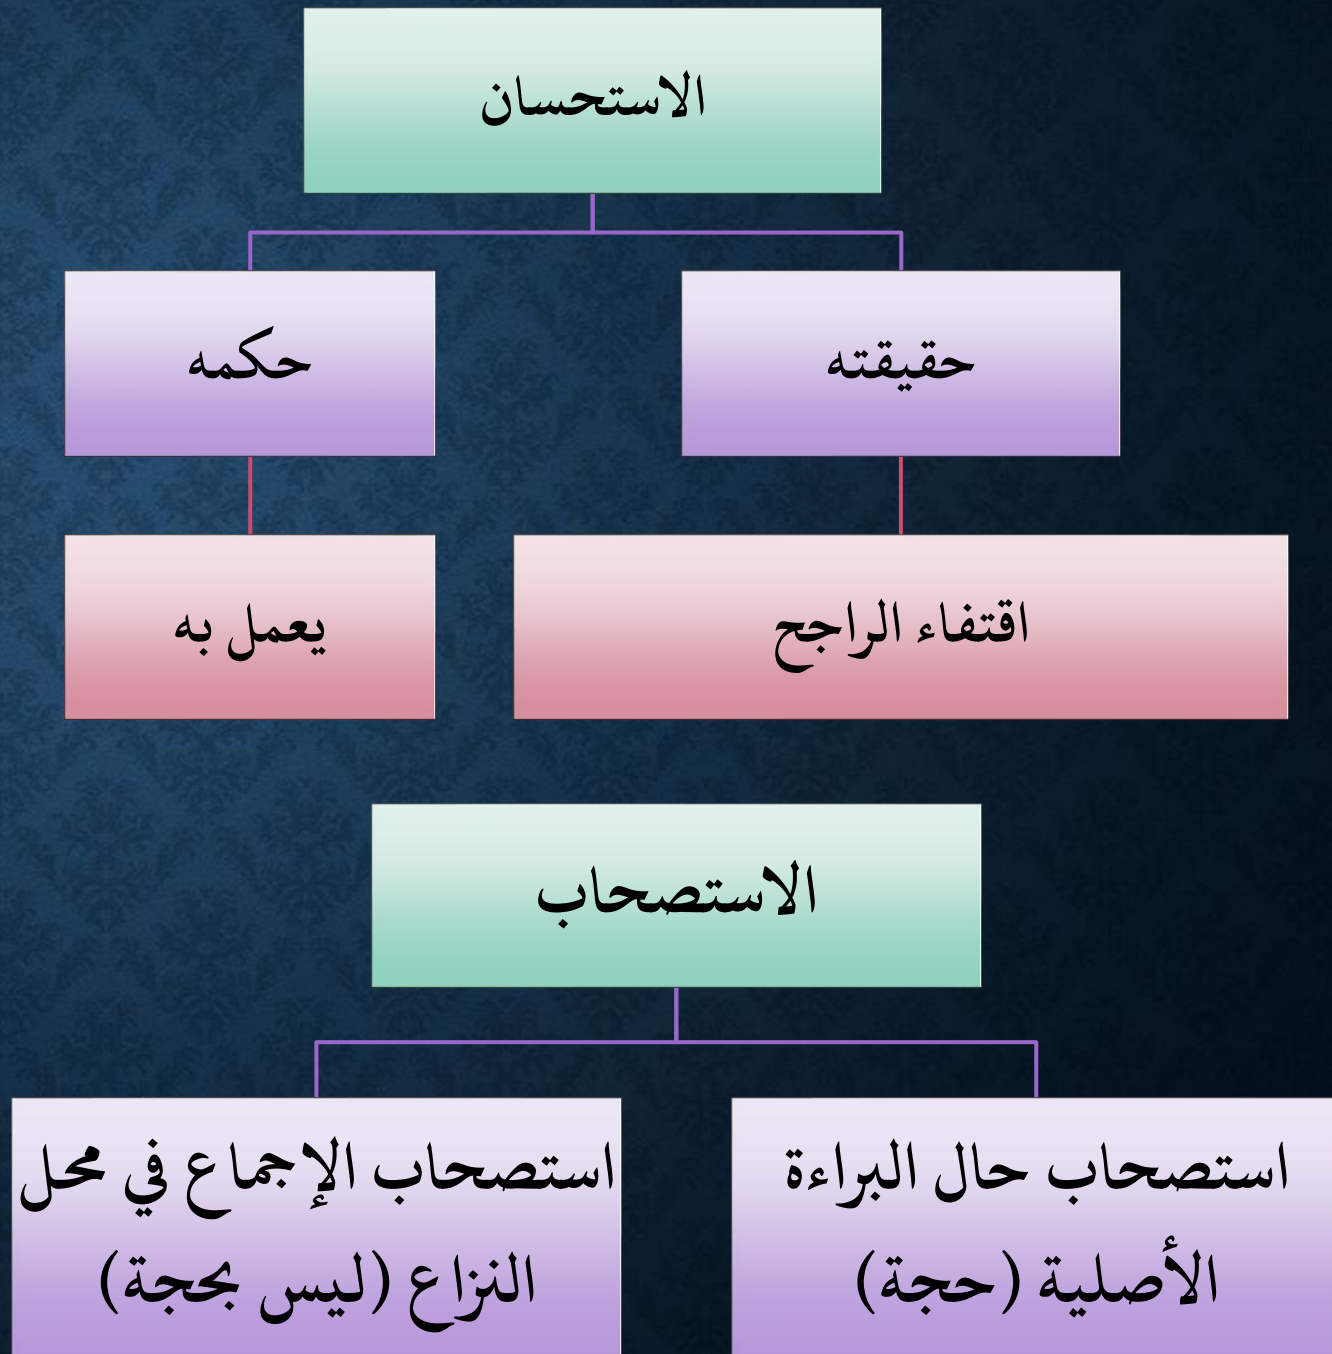 الاستحسان
حقيقته
حكمه
اقتفاء الراجح
يعمل به
الاستصحاب
استصحاب حال البراءة
الأصلية (حجة)
استصحاب الإجماع في محل
النزاع (ليس بحجة)